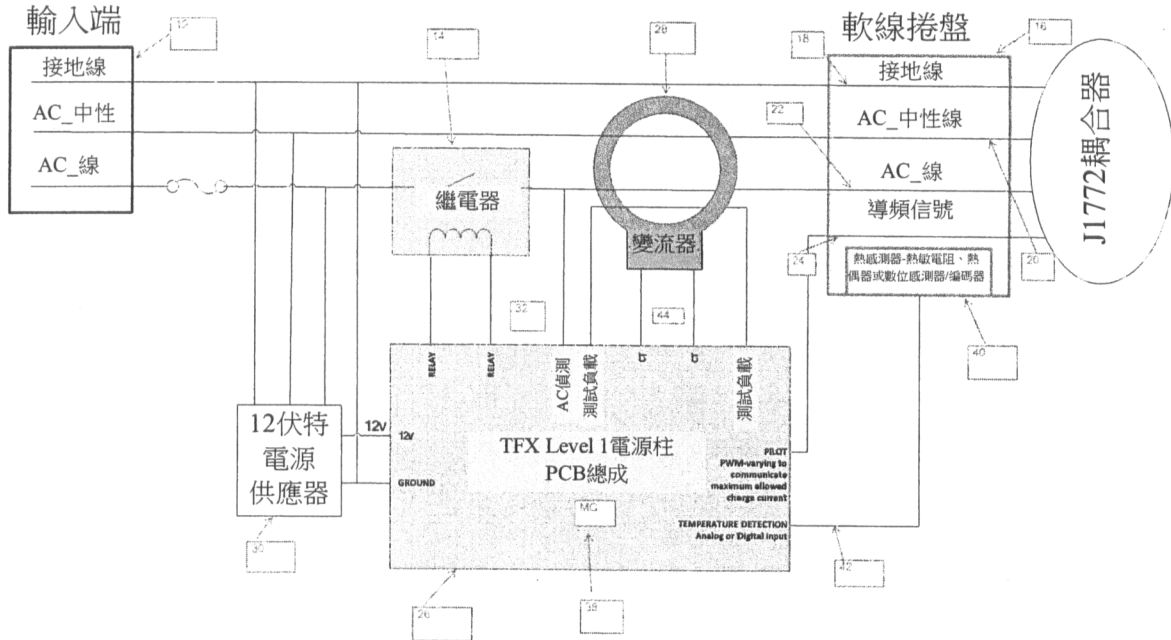 輸入端
12
接地線
AC_中性
AC_線
14
繼電器
28
變流器
軟線捲盤
16
18
接地線
AC_中性線
22
AC_線
導頻信號
24
熱感測器-熱敏電阻、熱
偶器或數位感測器/編碼器
20
40
J1772耦合器
32
44
RELAY
RELAY
AC偵測
測試負載
CT
CT
測試負載
12伏特
電源
供應器
30
12V
12V
GROUND
TFX Level 1電源柱
PCB總成
MC
38
26
PILOT
PWM-varying to
communicate
maximum allowed
charge current
TEMPERATURE DETECTION
Analog or Digital Input
42